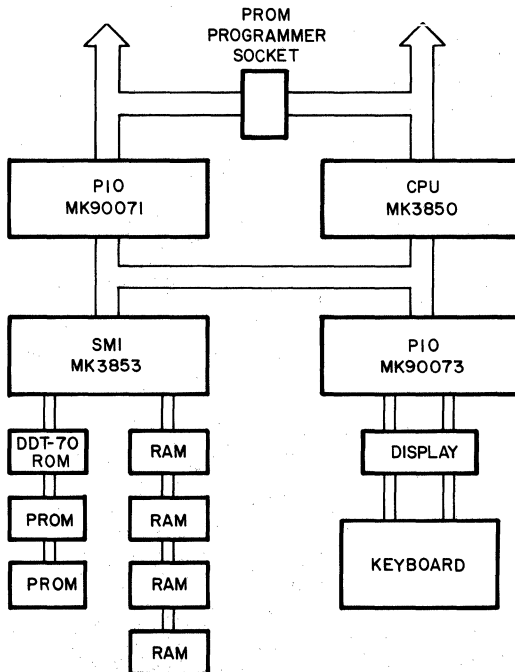 PROM
PROGRAMMER
SOCKET
PIO
MK90071
CPU
MK3850
SMI
MK3853
PIO
MK90073
DDT-70
ROM
RAM
DISPLAY
PROM
RAM
KEYBOARD
PROM
RAM
RAM